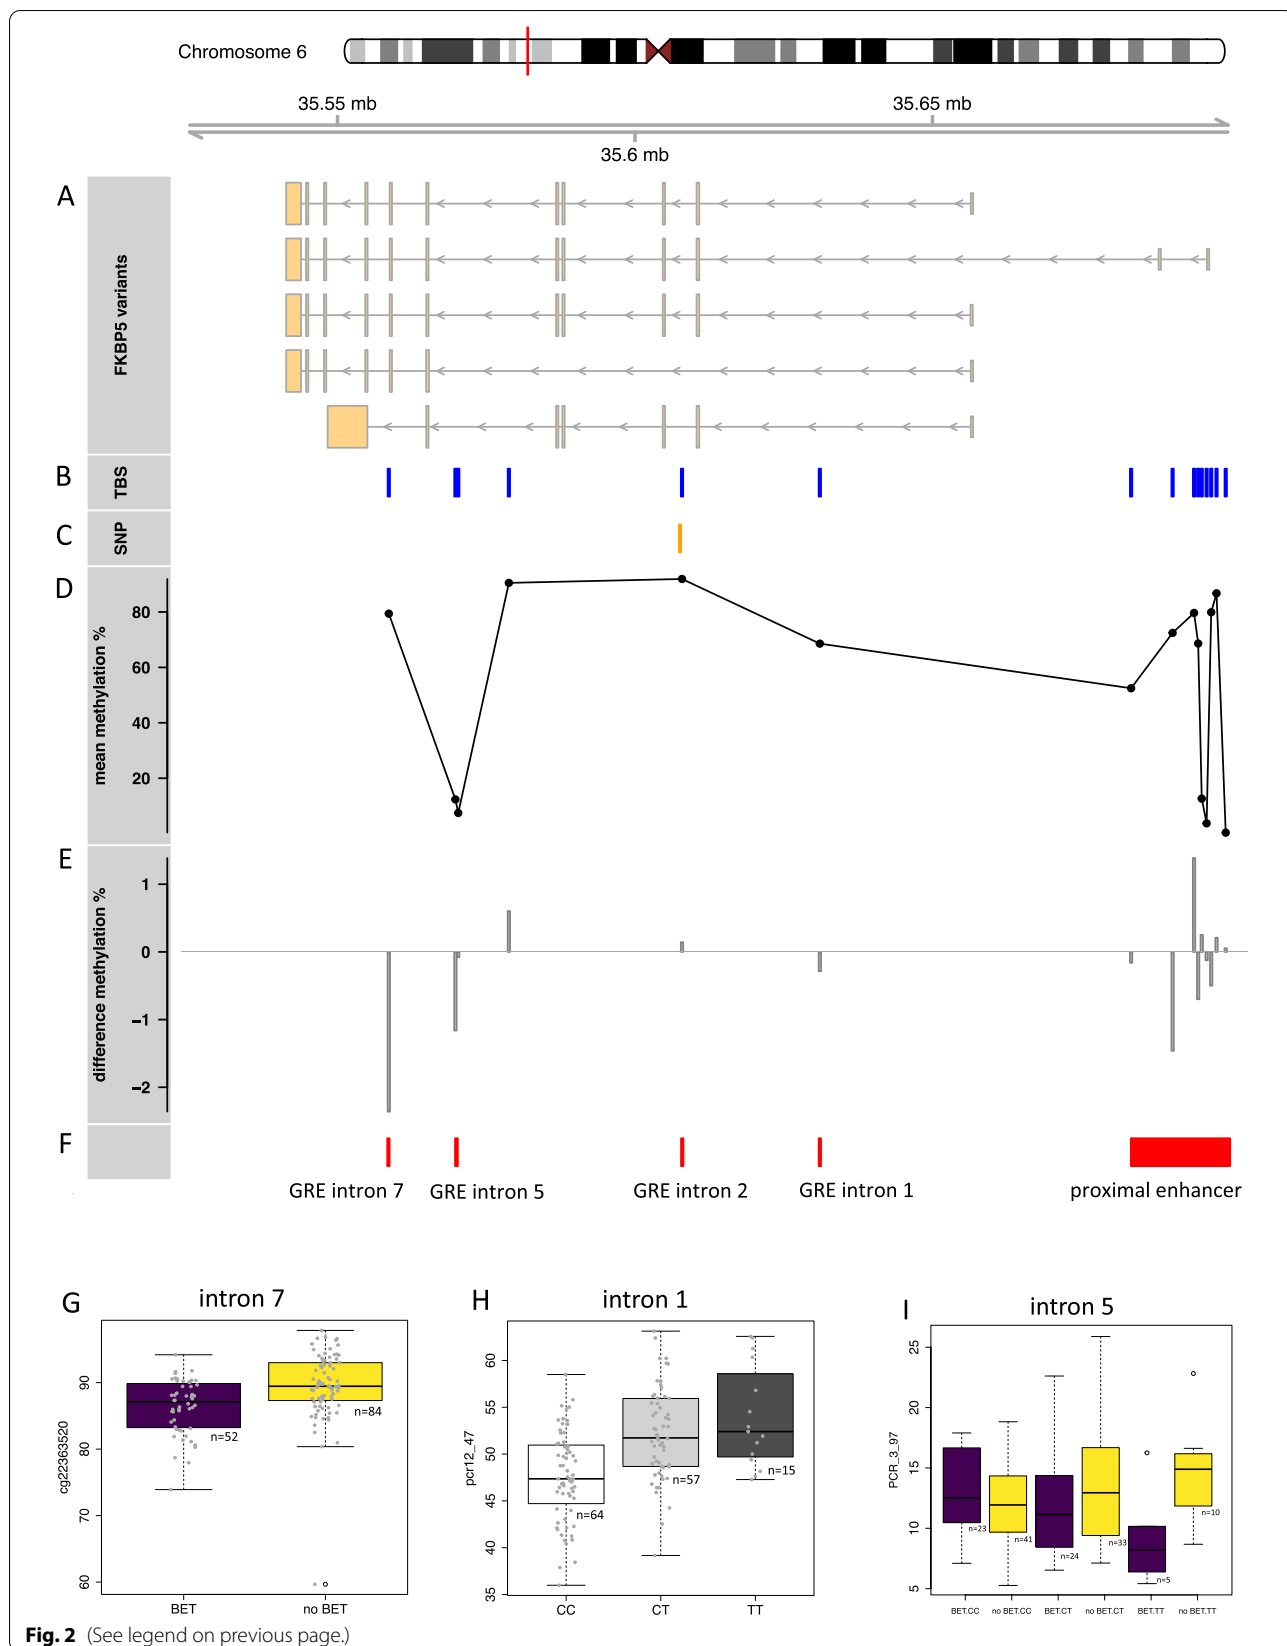 Chromosome 6
35.55 mb
35.65 mb
35.6 mb
A
FKBP5 variants
B
TBS
C
SNP
D
mean methylation %
80
60
40
20
E
difference methylation %
1
0
−1
−2
F
GRE intron 7
GRE intron 5
GRE intron 2
GRE intron 1
proximal enhancer
G
intron 7
cg22363520
90
80
70
60
n=52
n=84
BET
no BET
H
intron 1
pcr12_47
60
55
50
45
40
35
n=64
n=57
n=15
CC
CT
TT
I
intron 5
PCR_3_97
25
20
15
10
5
n=23
n=41
n=24
n=33
n=5
n=10
BET.CC
no BET.CC
BET.CT
no BET.CT
BET.TT
no BET.TT
Fig. 2 (See legend on previous page.)